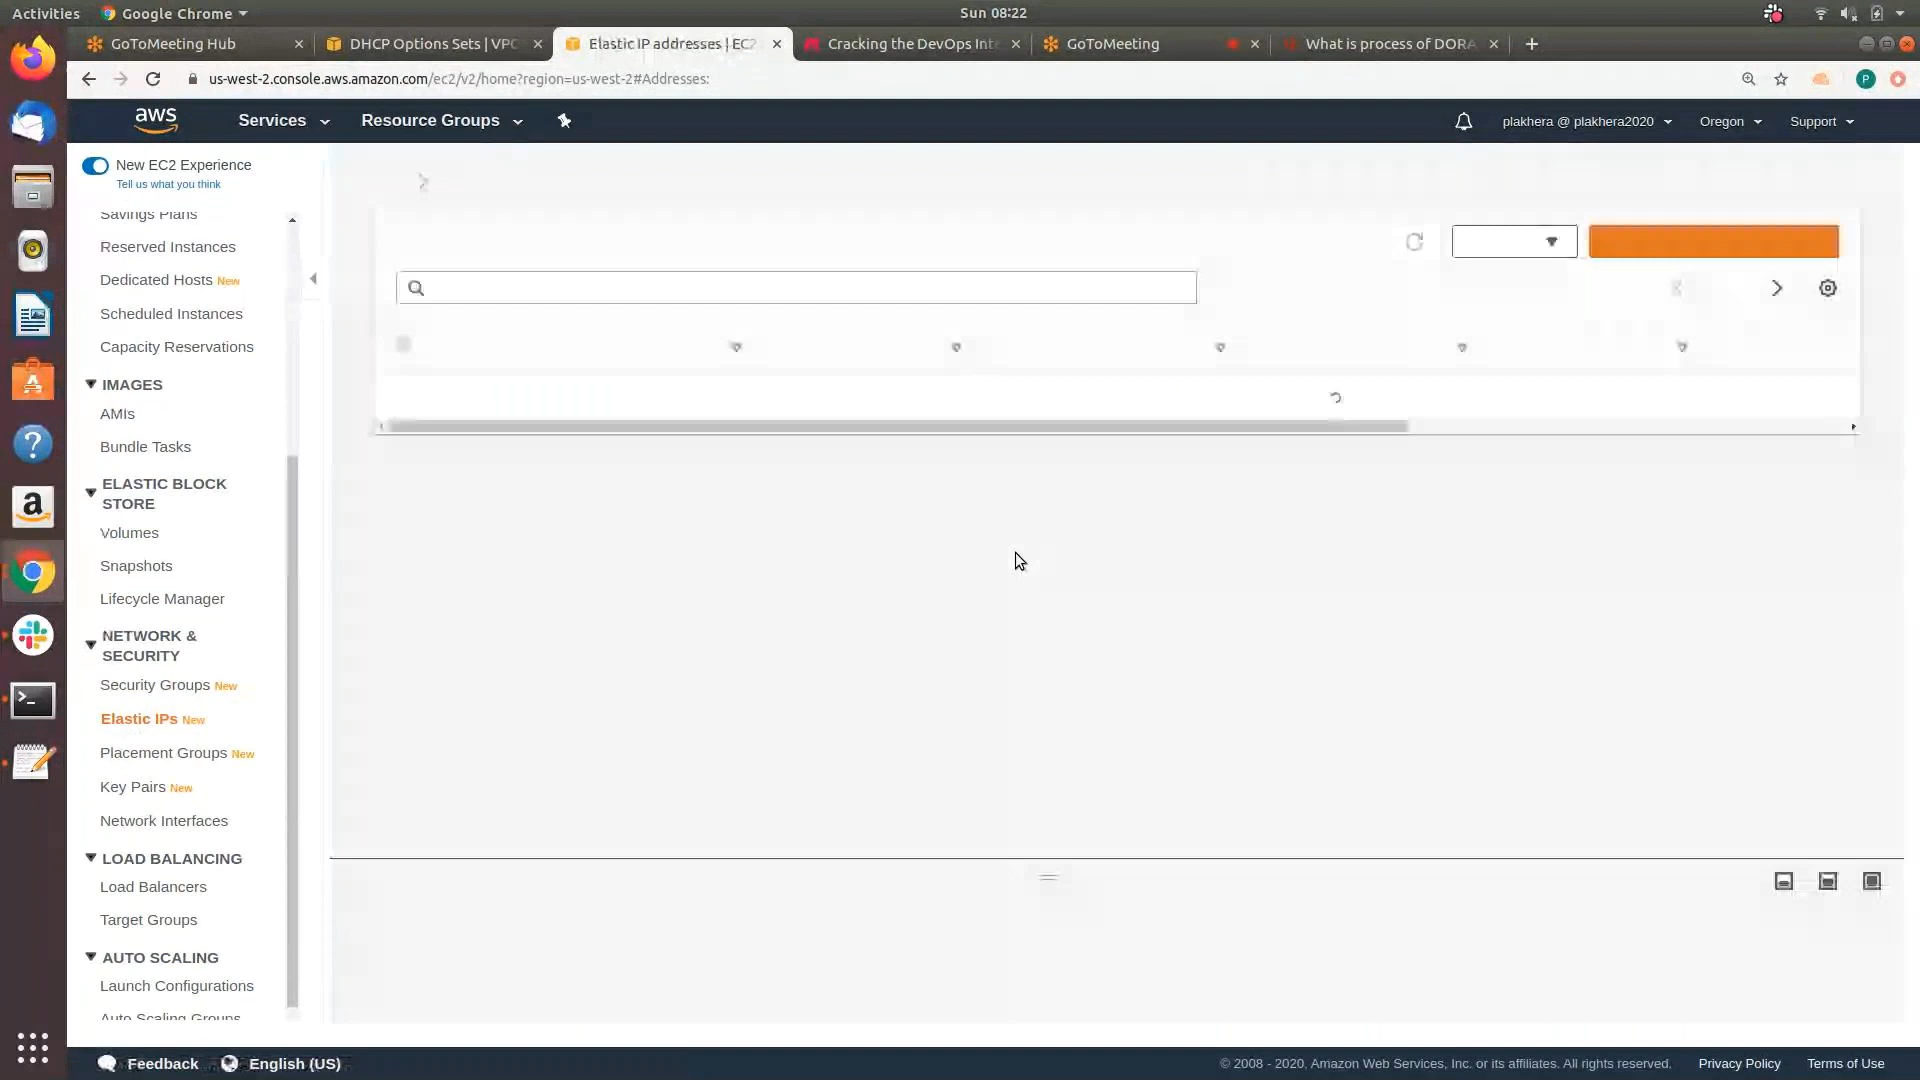 Activities
Google Chrome
Sun 08:22
GoToMeeting Hub
DHCP Options Sets | VPC
Elastic IP addresses | EC2
Cracking the DevOps Inte
GoToMeeting
What is process of DORA
us-west-2.console.aws.amazon.com/ec2/v2/home?region=us-west-2#Addresses:
P
aws
Services
Resource Groups
plakhera @ plakhera2020
Oregon
Support
New EC2 Experience
Tell us what you think
Savings Plans
Reserved Instances
Dedicated Hosts New
Scheduled Instances
Capacity Reservations
IMAGES
AMIs
Bundle Tasks
ELASTIC BLOCK
STORE
Volumes
Snapshots
Lifecycle Manager
NETWORK &
SECURITY
Security Groups New
Elastic IPs New
Placement Groups New
Key Pairs New
Network Interfaces
LOAD BALANCING
Load Balancers
Target Groups
AUTO SCALING
Launch Configurations
Auto Scaling Groups
Feedback
English (US)
© 2008 - 2020, Amazon Web Services, Inc. or its affiliates. All rights reserved.
Privacy Policy
Terms of Use